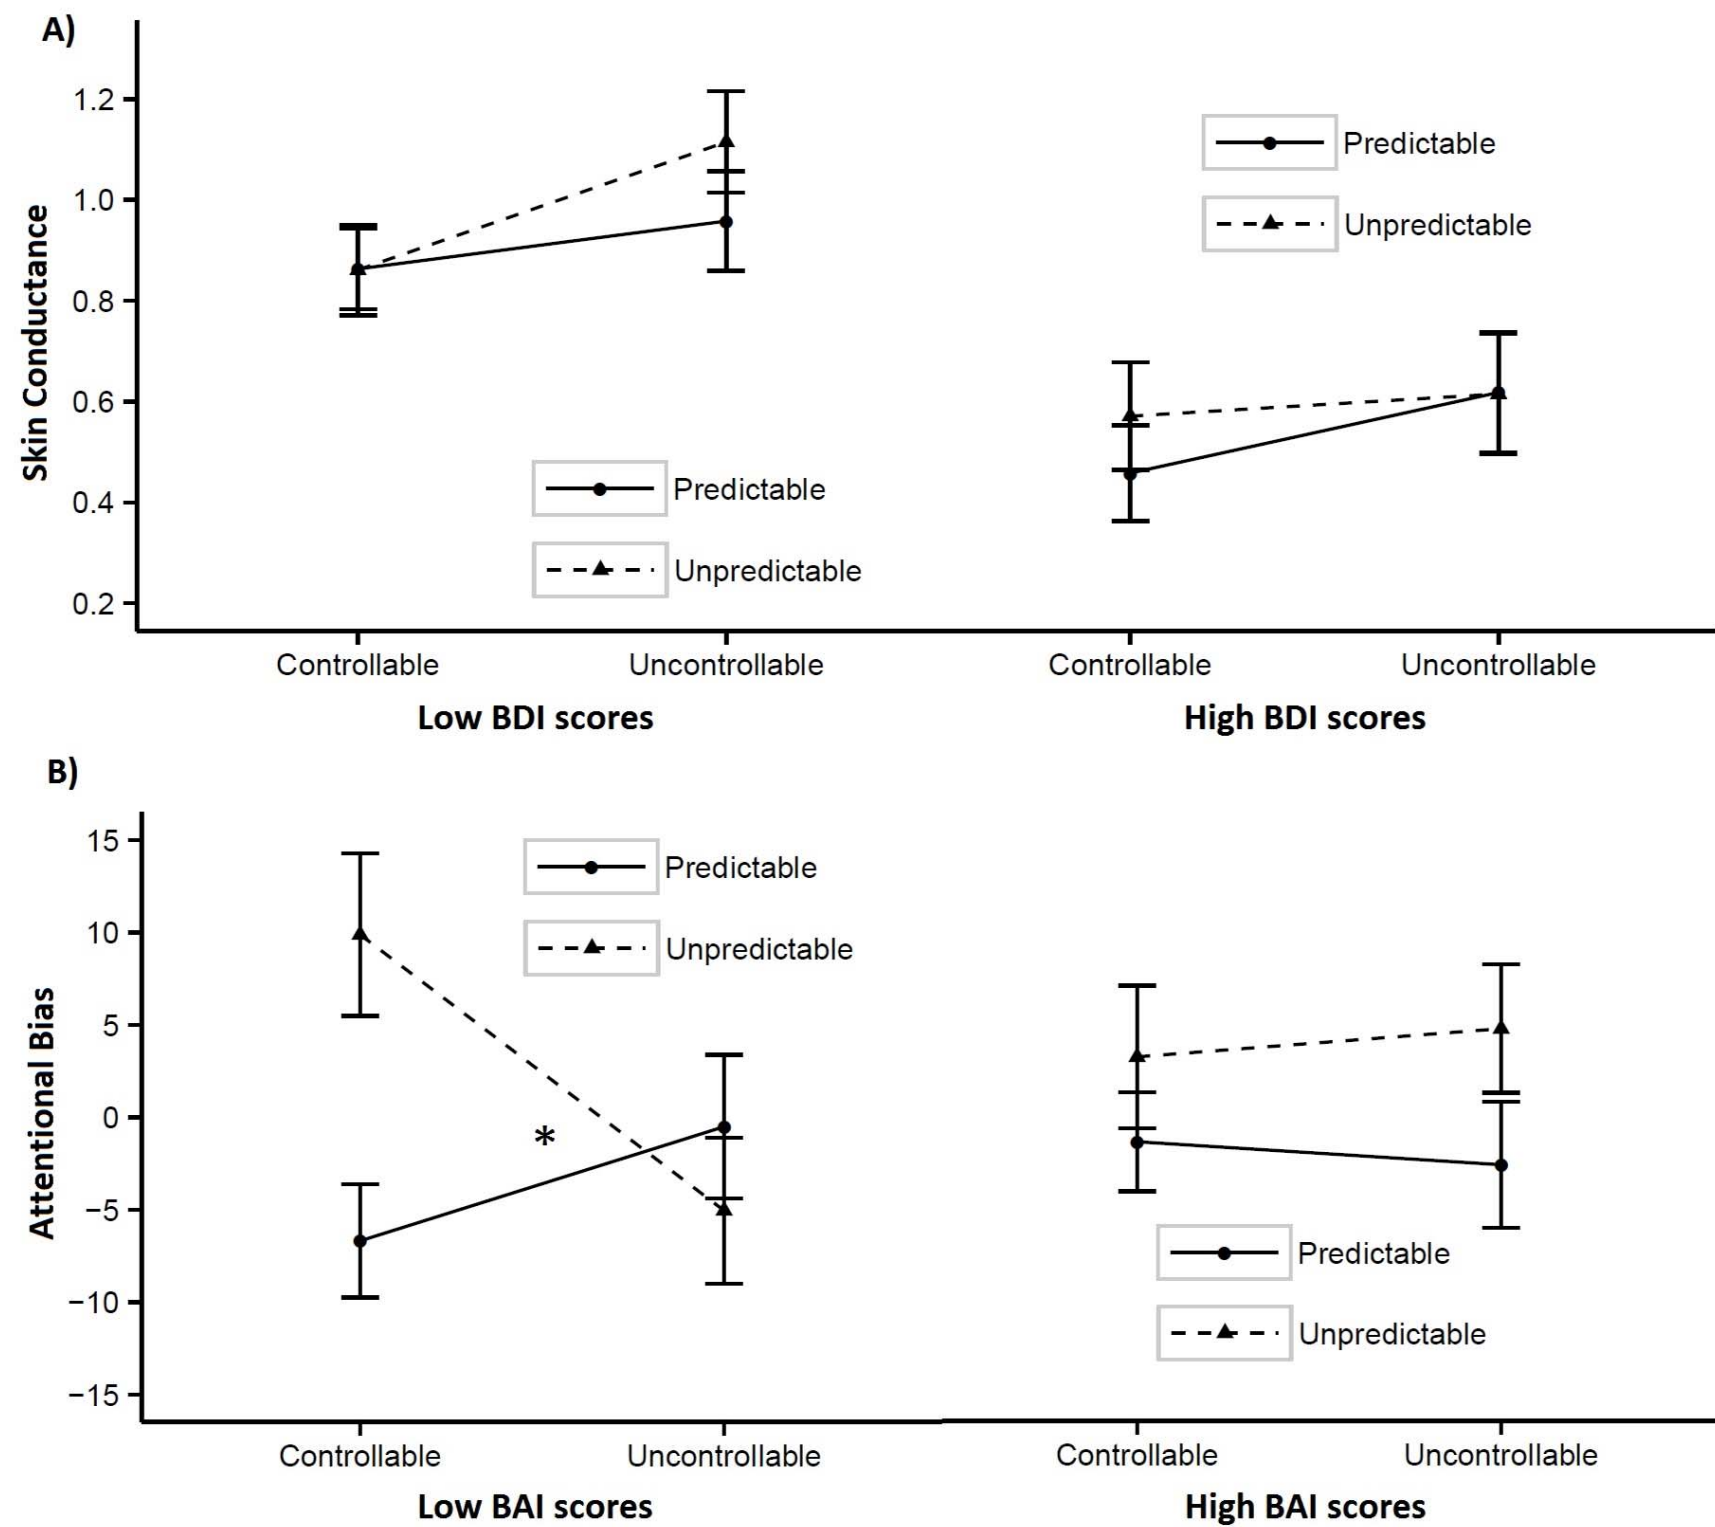 A)
Skin Conductance
1.2
1.0
0.8
0.6
0.4
0.2
Predictable
Unpredictable
Predictable
Unpredictable
Controllable Uncontrollable Controllable Uncontrollable
Low BDI scores High BDI scores
B)
Attentional Bias
15
10
5
0
−5
−10
−15
Predictable
Unpredictable
*
Predictable
Unpredictable
Controllable Uncontrollable Controllable Uncontrollable
Low BAI scores High BAI scores